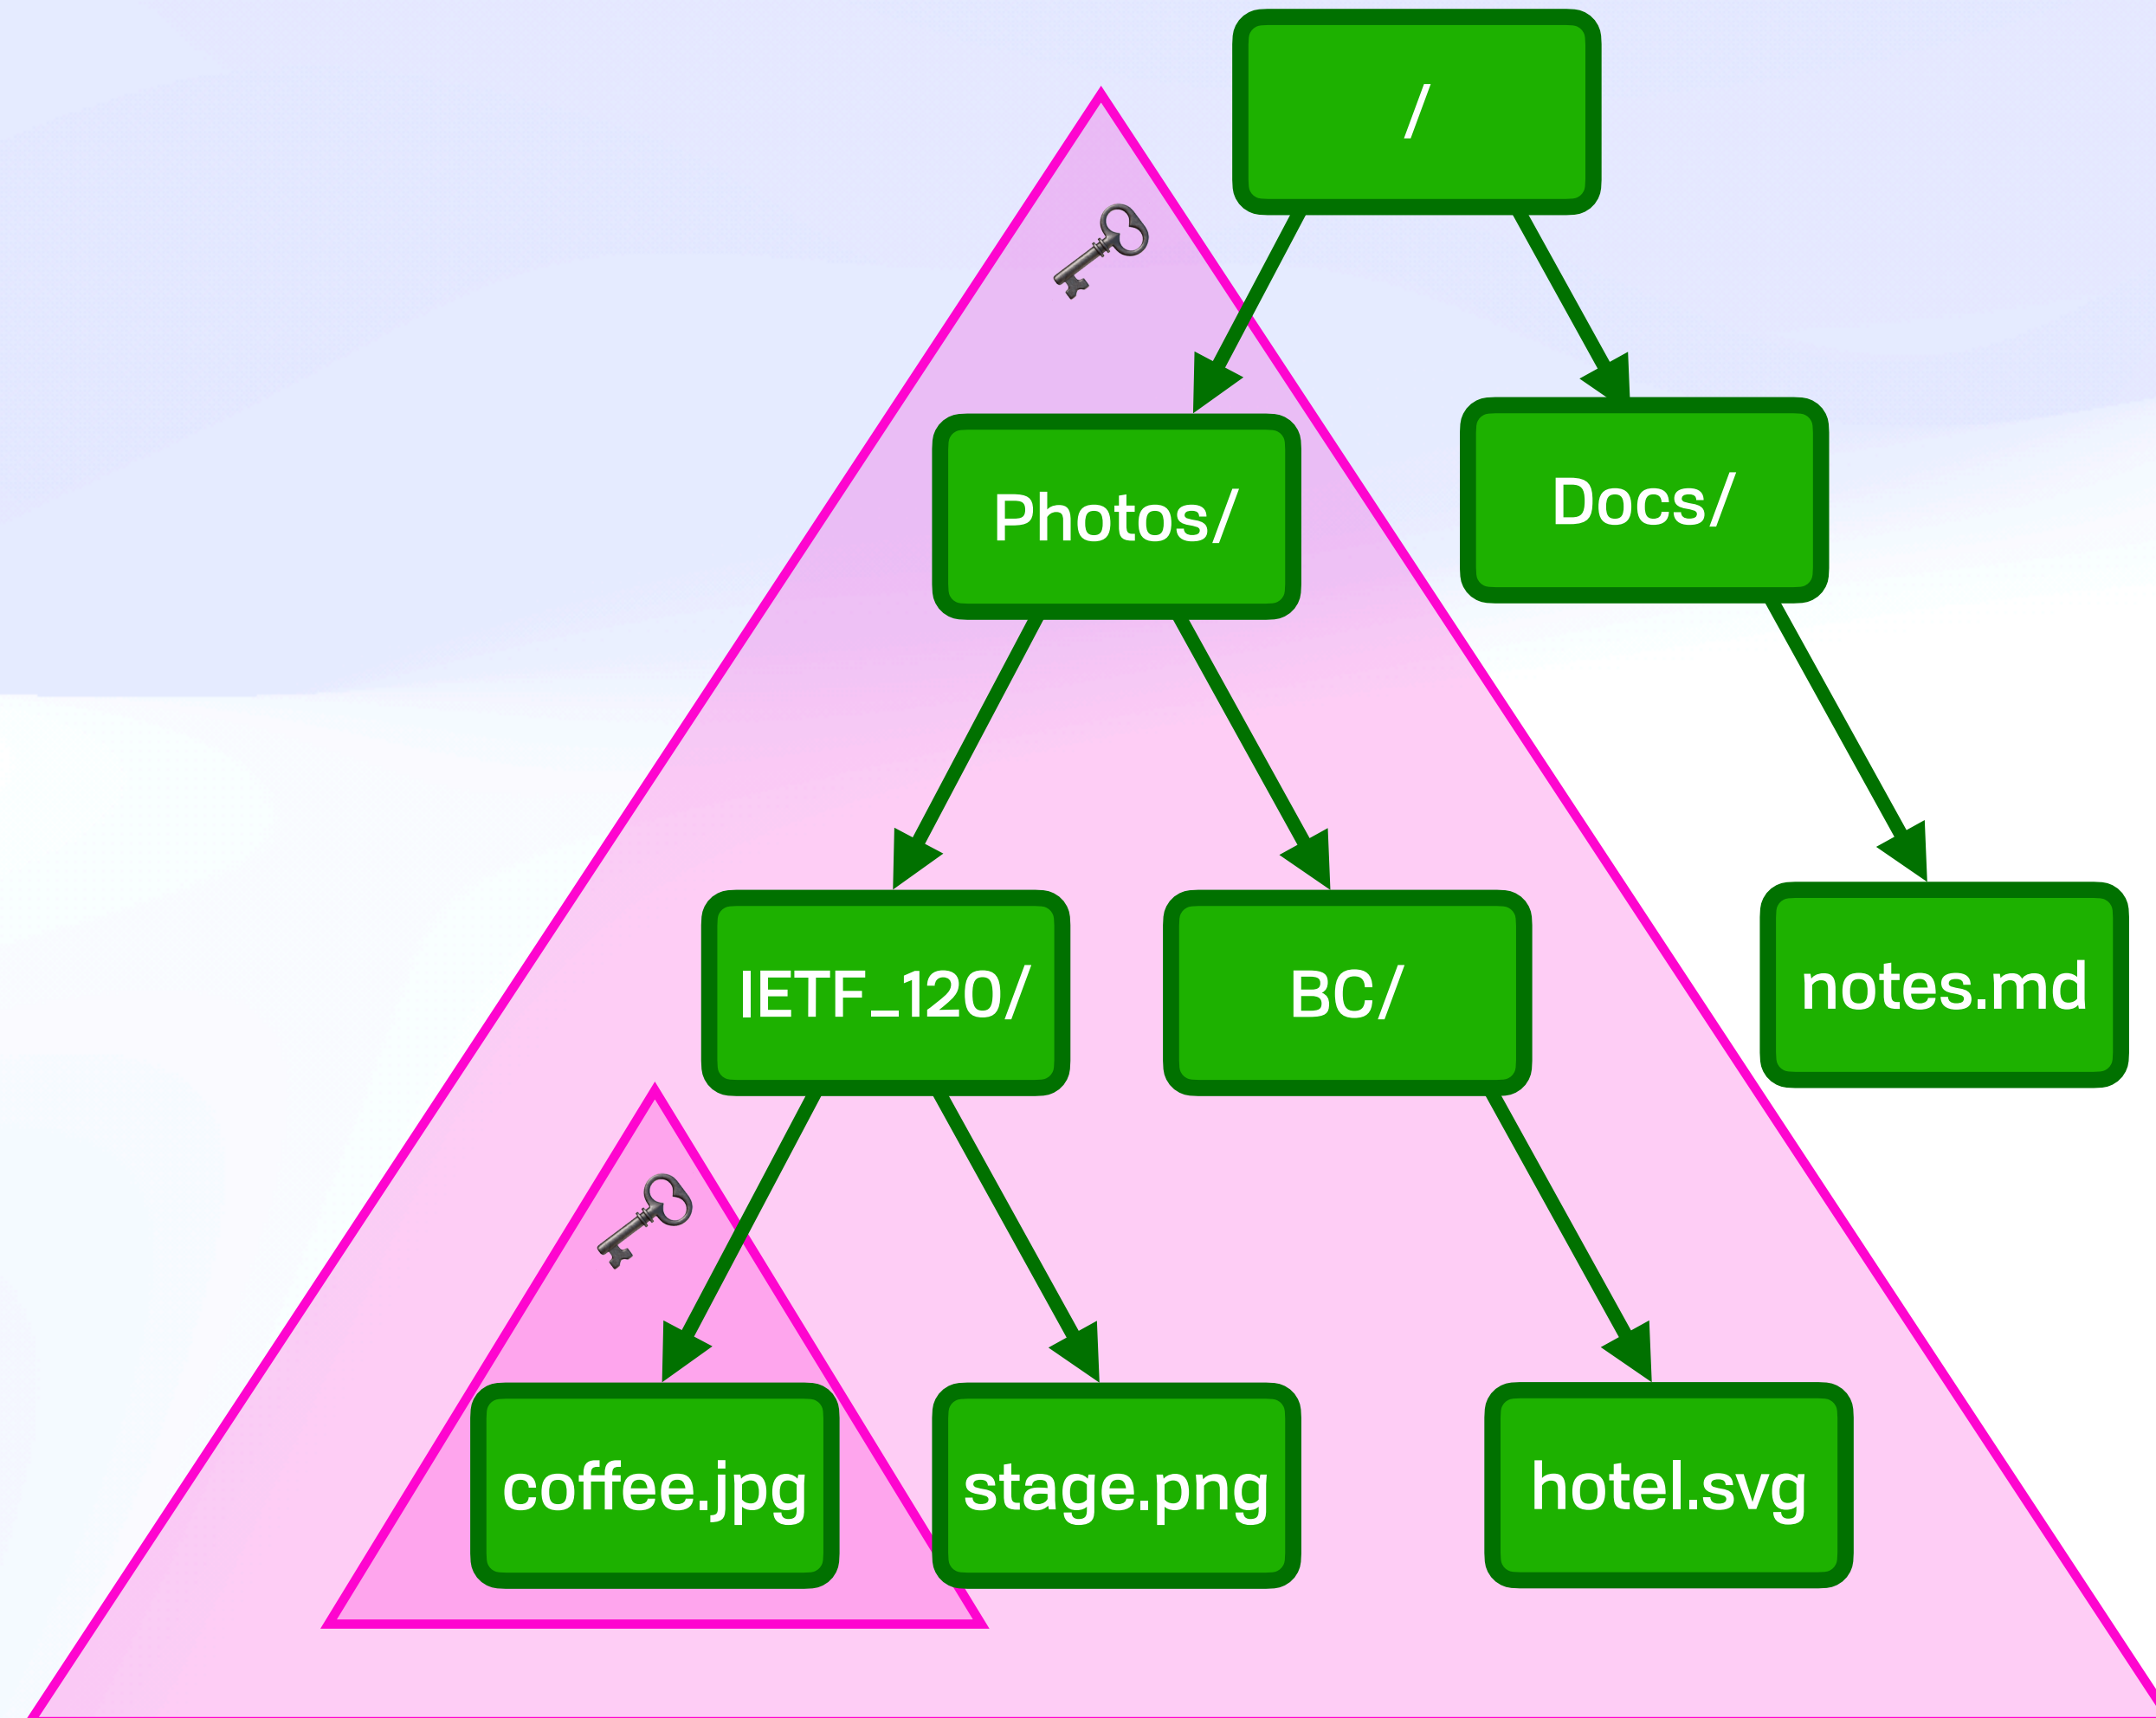 /
Photos/
Docs/
IETF_120/
BC/
notes.md
coffee.jpg
stage.png
hotel.svg